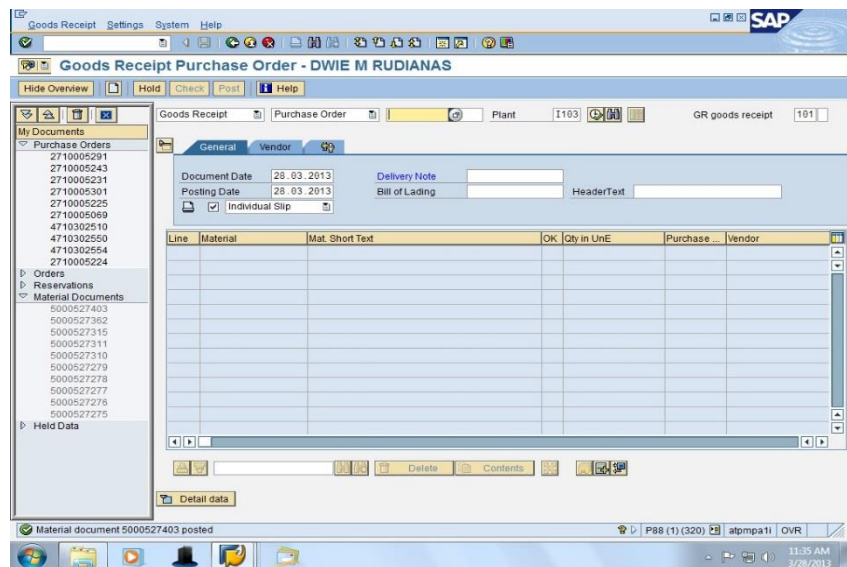 Goods Receipt Settings System Help
SAP
Goods Receipt Purchase Order - DWIE M RUDIANAS
Hide Overview Hold Check Post Help
Goods Receipt Purchase Order Plant I103 GR goods receipt 101
My Documents
Purchase Orders
2710005291
2710005243
2710005231
2710005301
2710005225
2710005069
4710302510
4710302550
4710302554
2710005224
Orders
Reservations
Material Documents
5000527403
5000527362
5000527315
5000527311
5000527310
5000527279
5000527278
5000527277
5000527276
5000527275
Held Data
General Vendor
Document Date 28.03.2013 Delivery Note
Posting Date 28.03.2013 Bill of Lading HeaderText
Individual Slip
Line Material Mat. Short Text OK Qty in UnE Purchase ... Vendor
Delete Contents
Detail data
Material document 5000527403 posted P88 (1) (320) atpmpa1i OVR
11:35 AM
3/28/2013